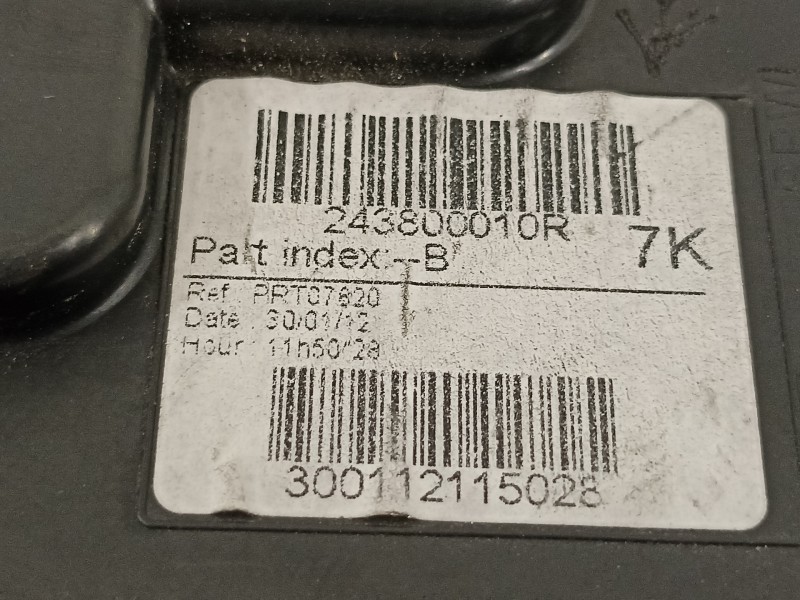 243800010R
Part index:--B 7K
Ref : PRT07820
Date : 30/01/12
Hour : 11h50/28
300112115028